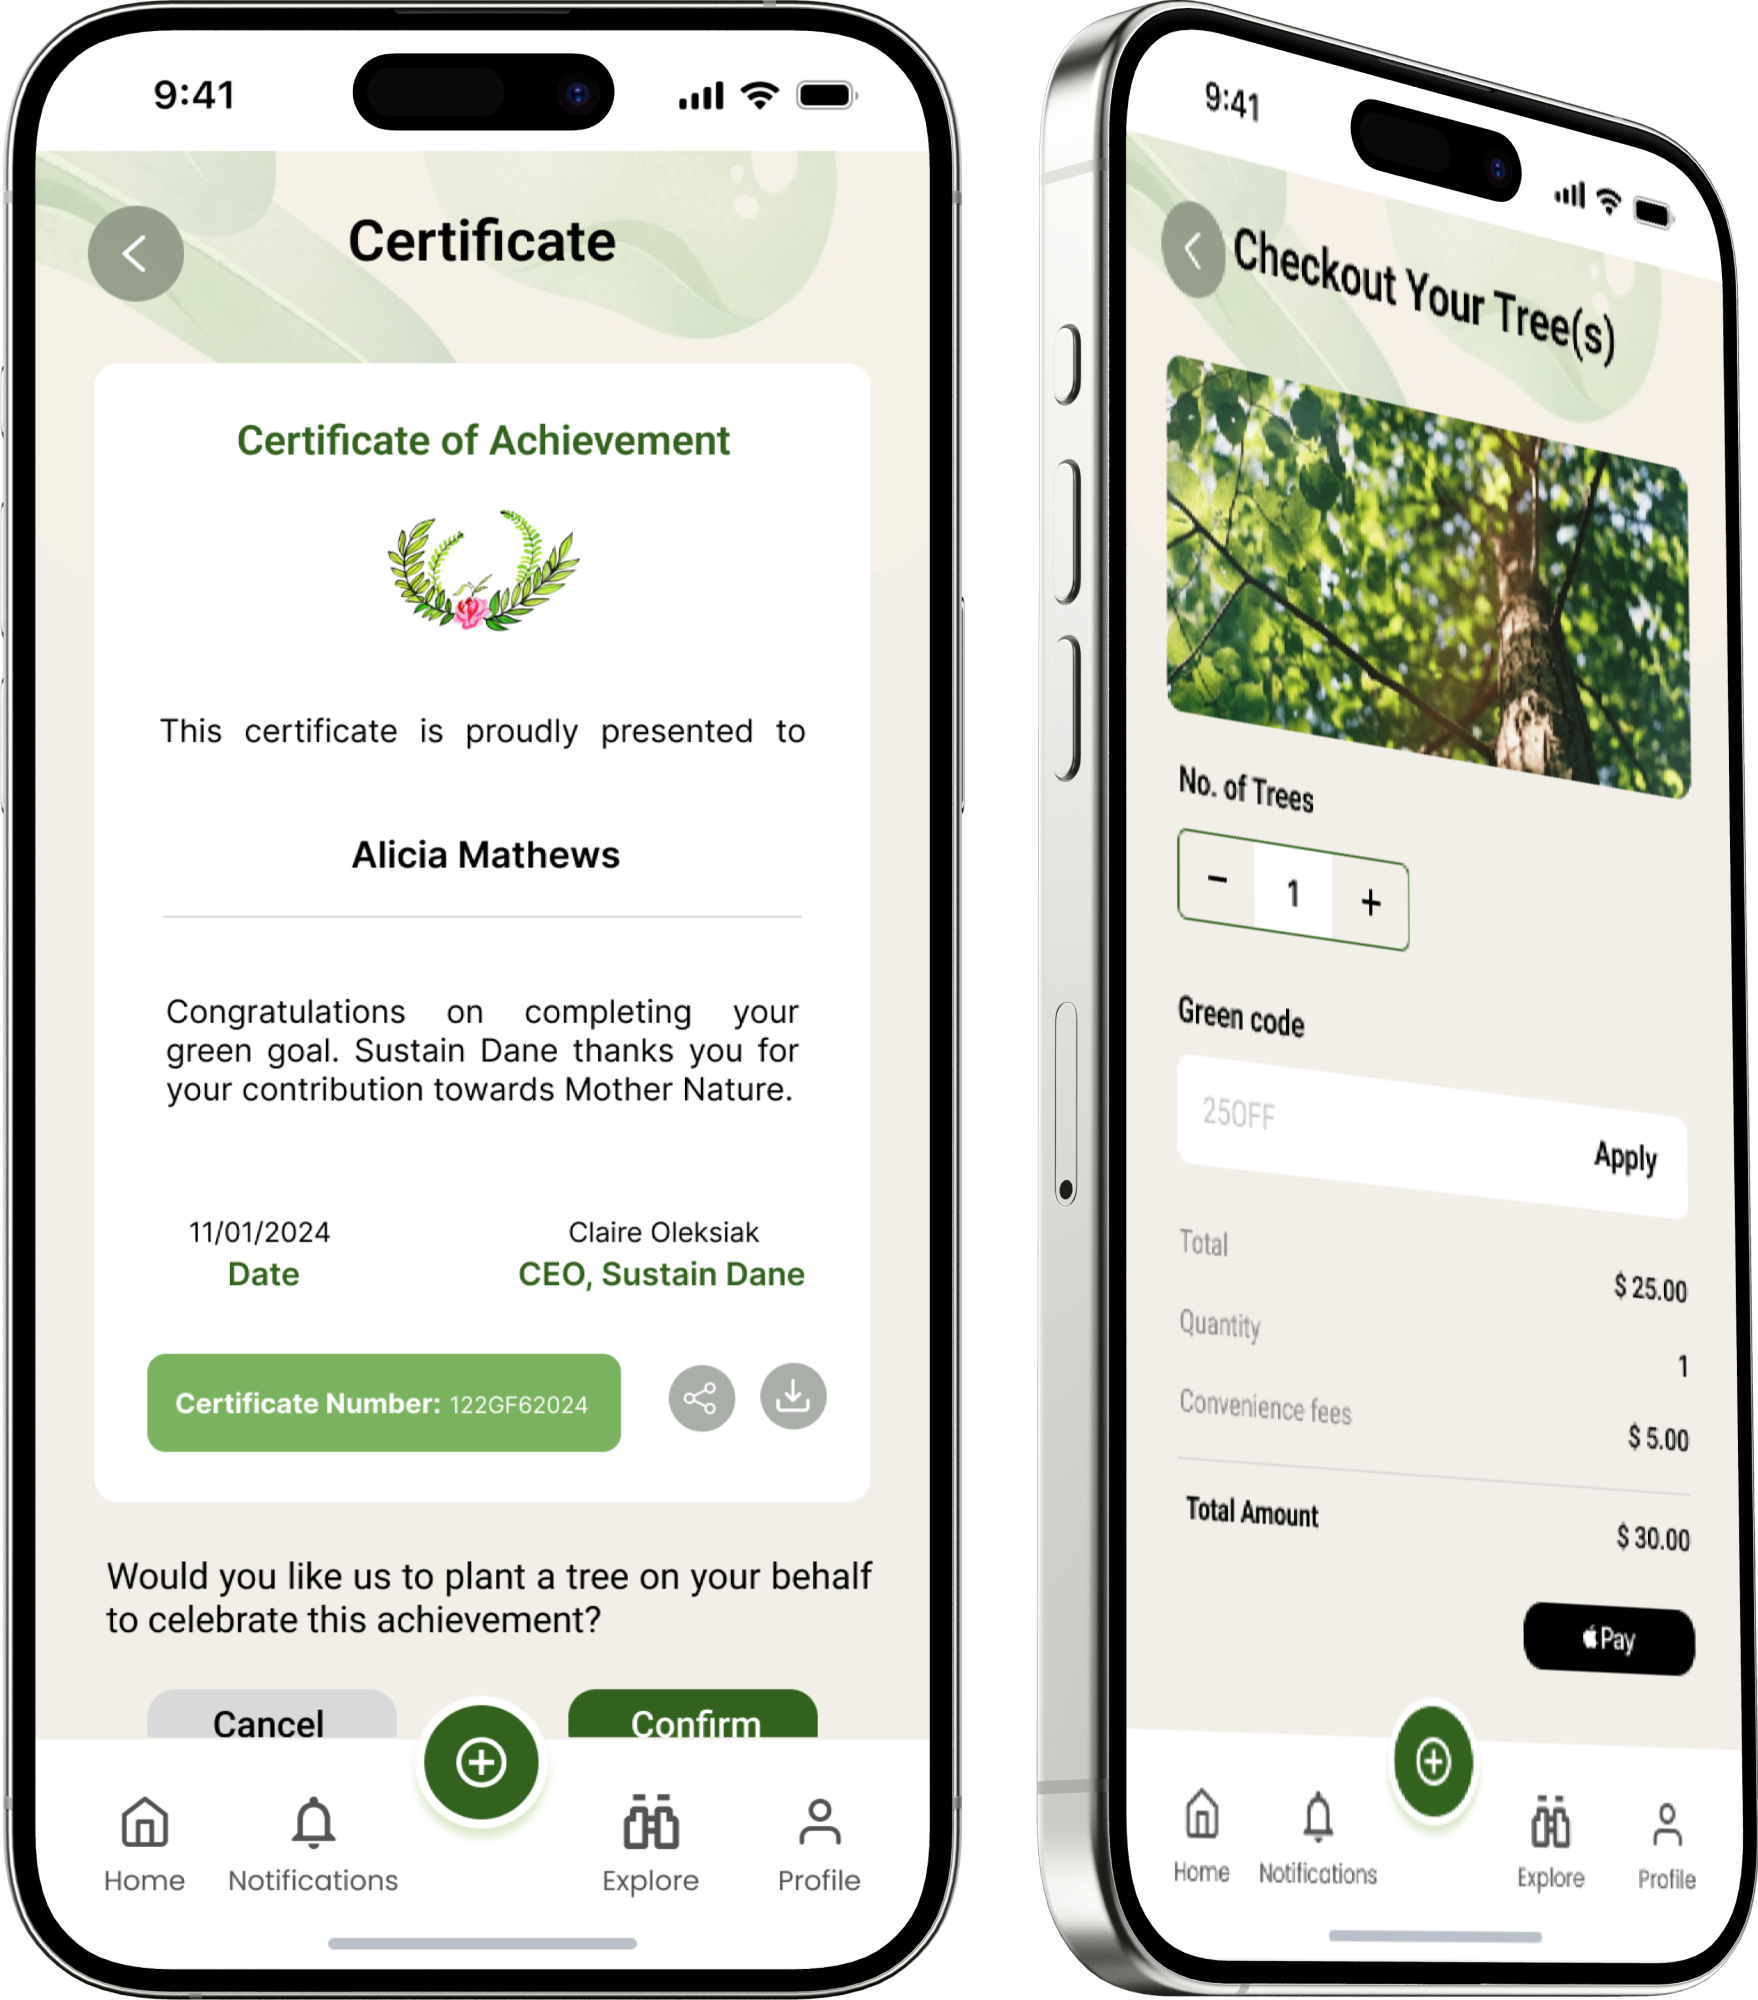 9:41
Certificate
Certificate of Achievement
This certificate is proudly presented to
Alicia Mathews
Congratulations on completing your
green goal. Sustain Dane thanks you for
your contribution towards Mother Nature.
11/01/2024
Date
Claire Oleksiak
CEO, Sustain Dane
Certificate Number: 122GF62024
Would you like us to plant a tree on your behalf
to celebrate this achievement?
Cancel
Confirm
Home
Notifications
Explore
Profile
9:41
Checkout Your Tree(s)
No. of Trees
− 1 +
Green code
25OFF
Apply
Total
$ 25.00
Quantity
1
Convenience fees
$ 5.00
Total Amount
$ 30.00
Pay
Home
Notifications
Explore
Profile